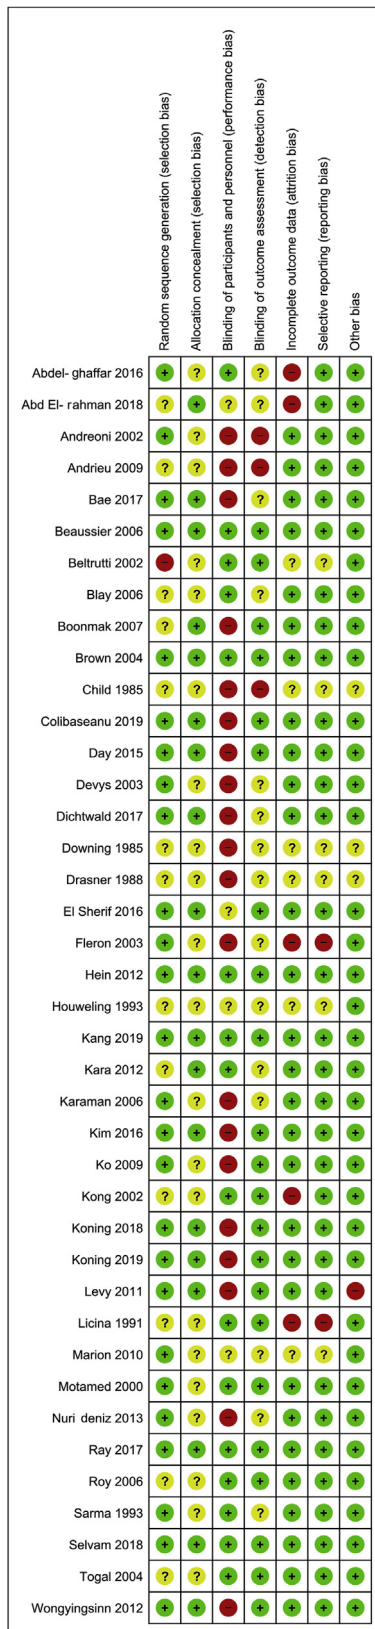 Random sequence generation (selection bias)
Allocation concealment (selection bias)
Blinding of participants and personnel (performance bias)
Blinding of outcome assessment (detection bias)
Incomplete outcome data (attrition bias)
Selective reporting (reporting bias)
Other bias
Abdel- ghaffar 2016 + ? + ? - + +
Abd El- rahman 2018 ? + ? ? - + +
Andreoni 2002 + ? - - + + +
Andrieu 2009 ? ? - - + + +
Bae 2017 + + - ? + + +
Beaussier 2006 + + + + + + +
Beltrutti 2002 - ? + + ? ? +
Blay 2006 ? ? + ? + + +
Boonmak 2007 ? + - + + + +
Brown 2004 + + + + + + +
Child 1985 ? ? - - ? ? ?
Colibaseanu 2019 + + - + + + +
Day 2015 + + - + + + +
Devys 2003 + ? - ? + + +
Dichtwald 2017 + + - ? + + +
Downing 1985 ? ? - ? ? ? ?
Drasner 1988 ? ? - ? ? ? ?
El Sherif 2016 + + ? + + + +
Fleron 2003 + ? - ? - - +
Hein 2012 + + + + + + +
Houweling 1993 ? ? ? ? ? ? +
Kang 2019 + + + + + + +
Kara 2012 ? + + ? + + +
Karaman 2006 + ? - ? + + +
Kim 2016 + + - + + + +
Ko 2009 + ? - + + + +
Kong 2002 ? ? + + - + +
Koning 2018 + + - + + + +
Koning 2019 + + - + + + +
Levy 2011 + + - + + + -
Licina 1991 ? ? + + - - +
Marion 2010 + ? ? ? ? ? +
Motamed 2000 + ? + + + + +
Nuri deniz 2013 + ? - ? + + +
Ray 2017 + + + + + + +
Roy 2006 ? ? + + + + +
Sarma 1993 + ? + ? + + +
Selvam 2018 + + + + + + +
Togal 2004 ? ? + + + + +
Wongyingsinn 2012 + + - + + + +